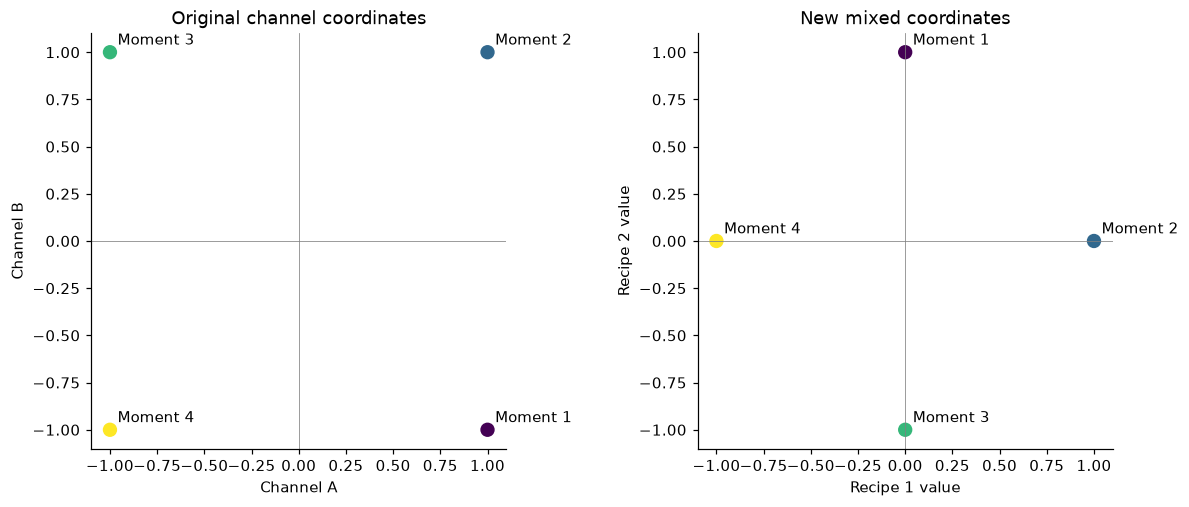 Original channel coordinates
Moment 3
Moment 2
Moment 4
Moment 1
1.00
0.75
0.50
0.25
0.00
−0.25
−0.50
−0.75
−1.00
Channel B
−1.00 −0.75 −0.50 −0.25 0.00 0.25 0.50 0.75 1.00
Channel A
New mixed coordinates
Moment 1
Moment 4
Moment 2
Moment 3
1.00
0.75
0.50
0.25
0.00
−0.25
−0.50
−0.75
−1.00
Recipe 2 value
−1.00 −0.75 −0.50 −0.25 0.00 0.25 0.50 0.75 1.00
Recipe 1 value